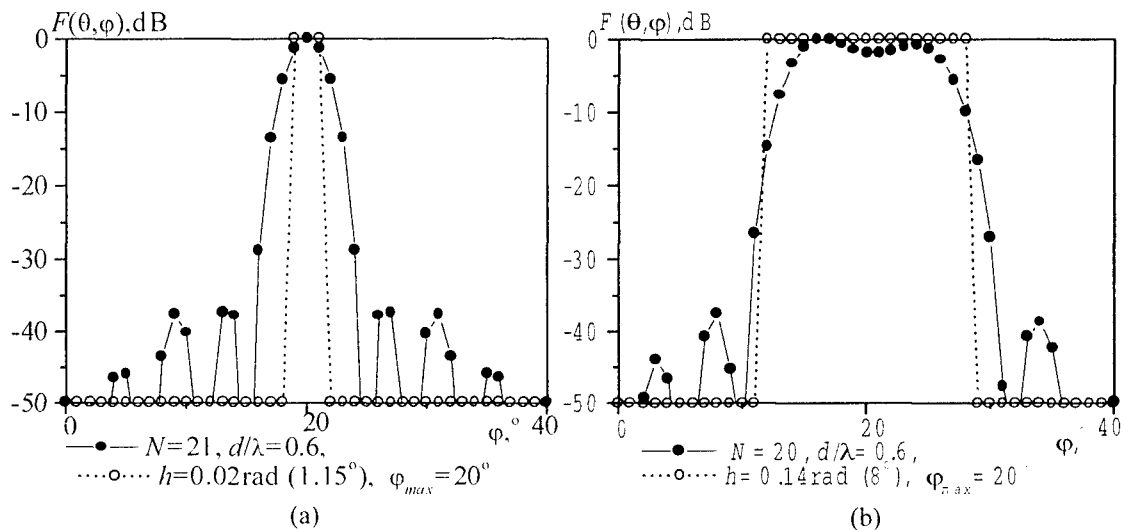 F(θ,φ),dB
0
-10
-20
-30
-40
-50
0
20
φ,°
40
N=21, d/λ=0.6,
h=0.02rad (1.15°), φmax=20°
(a)
F (θ,φ),dB
0
-10
-20
-30
-40
-50
0
20
φ,
40
N = 20, d/λ= 0.6,
h= 0.14rad (8°), φmax= 20
(b)